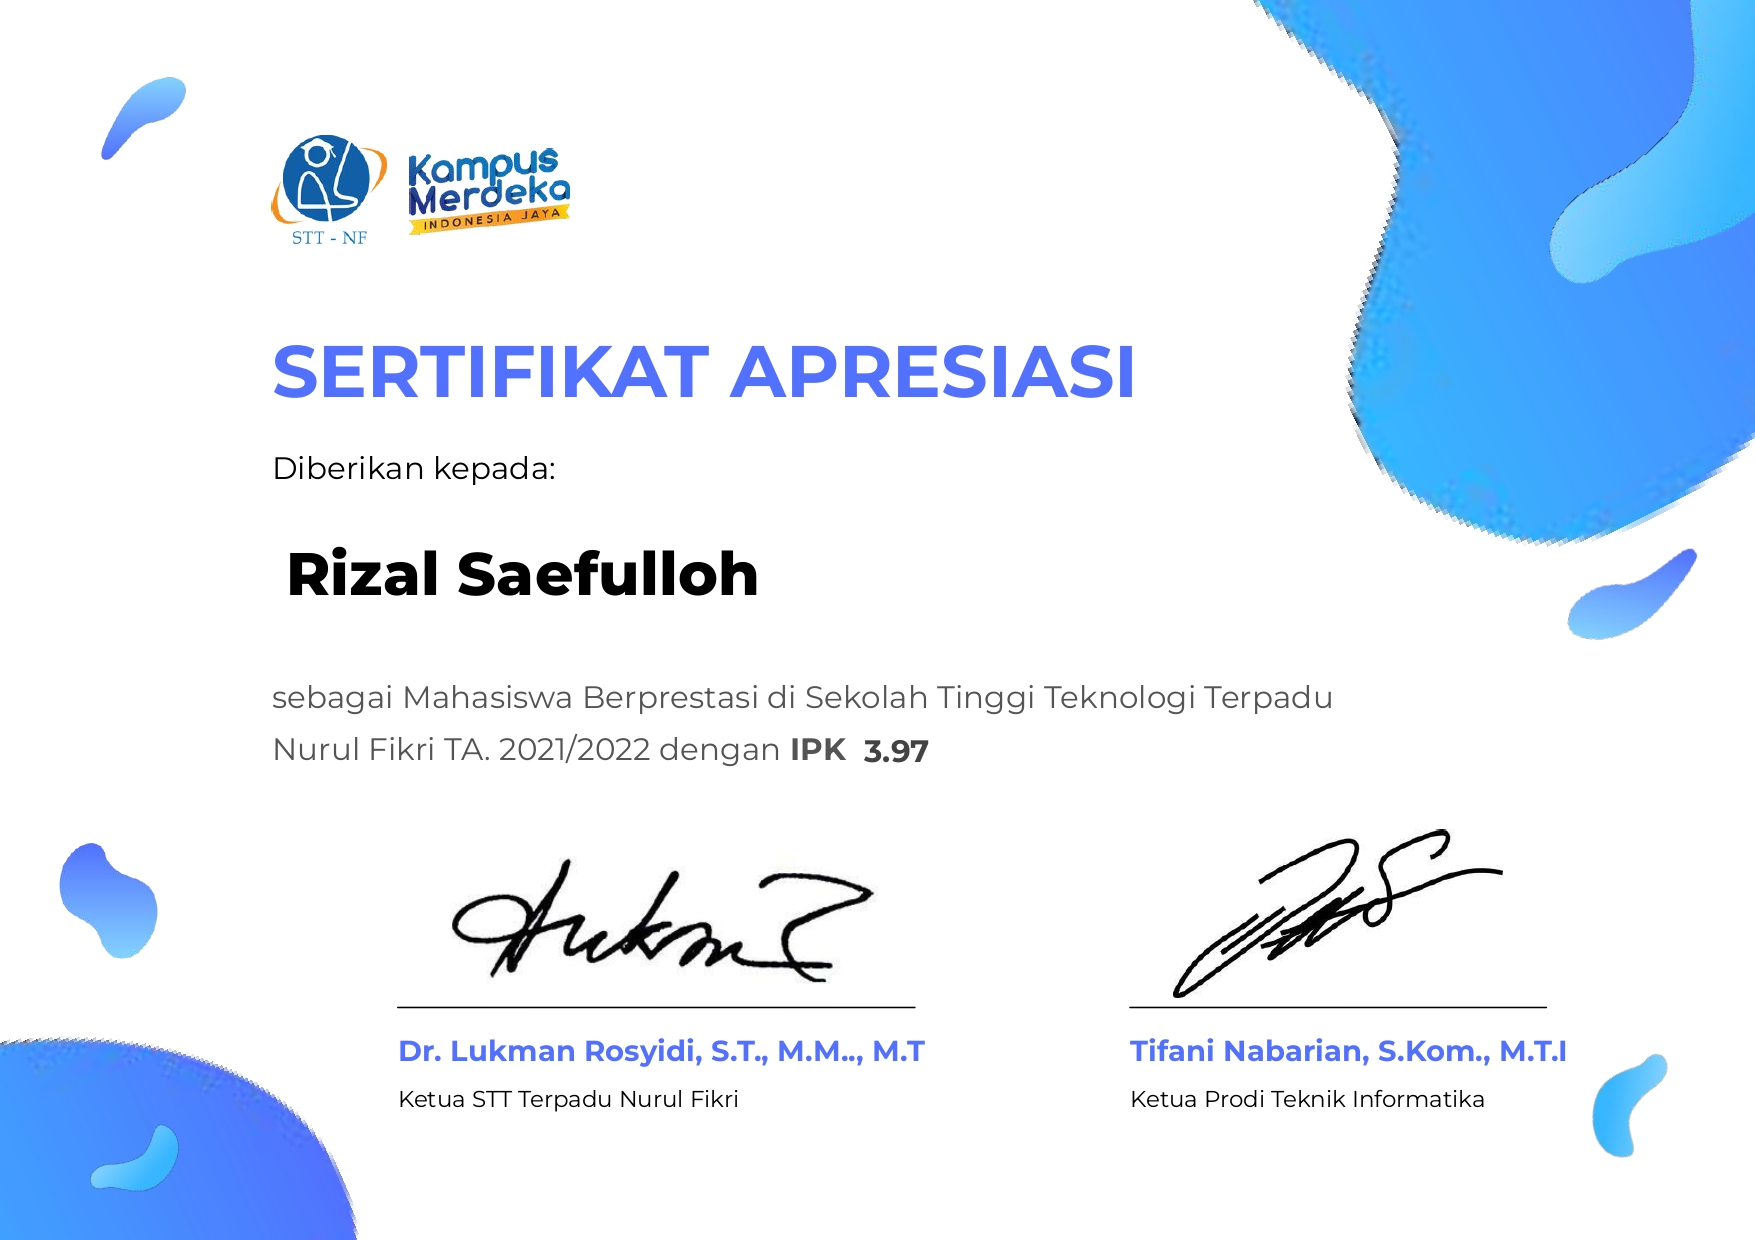 STT - NF
Kampus
Merdeka
INDONESIA JAYA
SERTIFIKAT APRESIASI
Diberikan kepada:
Rizal Saefulloh
sebagai Mahasiswa Berprestasi di Sekolah Tinggi Teknologi Terpadu
Nurul Fikri TA. 2021/2022 dengan IPK 3.97
Dr. Lukman Rosyidi, S.T., M.M.., M.T
Ketua STT Terpadu Nurul Fikri
Tifani Nabarian, S.Kom., M.T.I
Ketua Prodi Teknik Informatika